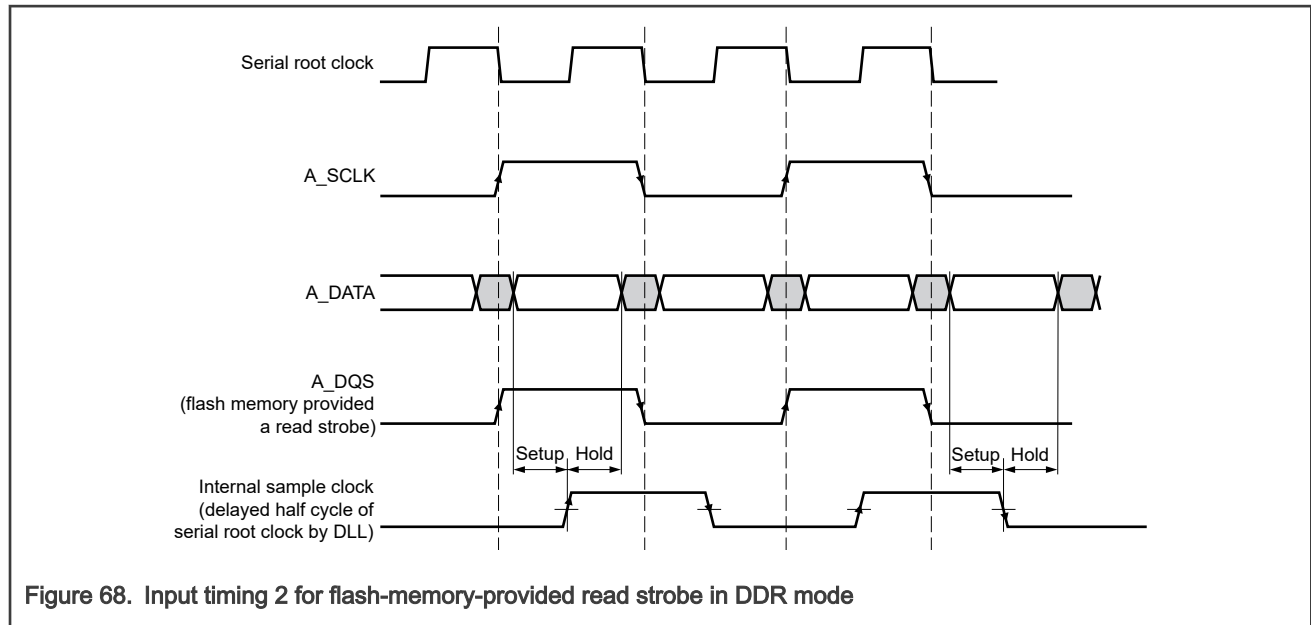 Serial root clock
A_SCLK
A_DATA
A_DQS
(flash memory provided
a read strobe)
Setup Hold
Setup Hold
Internal sample clock
(delayed half cycle of
serial root clock by DLL)
Figure 68. Input timing 2 for flash-memory-provided read strobe in DDR mode